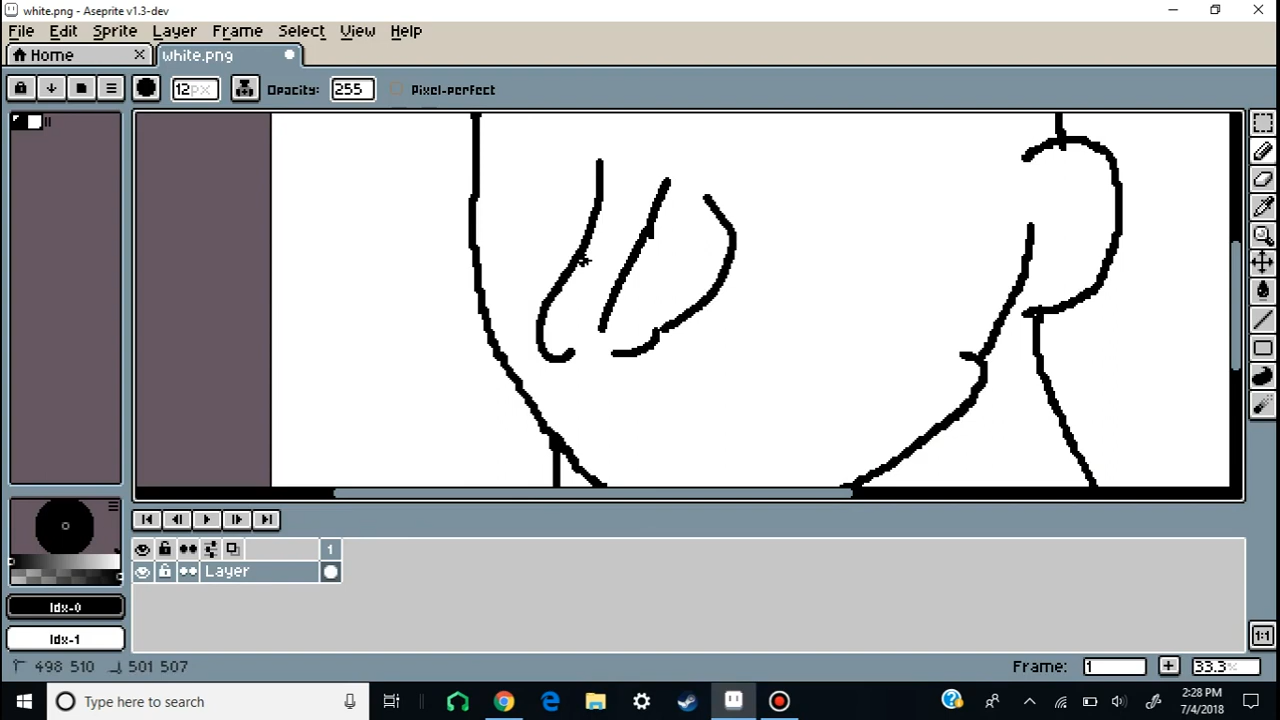 white.png - Aseprite v1.3-dev
File Edit Sprite Layer Frame Select View Help
Home white.png
12px Opacity: 255 Pixel-perfect
1
Layer
Idx-0
Idx-1
1:1
498 510 501 507 Frame: 1 33.3%
Type here to search
2:28 PM
7/4/2018